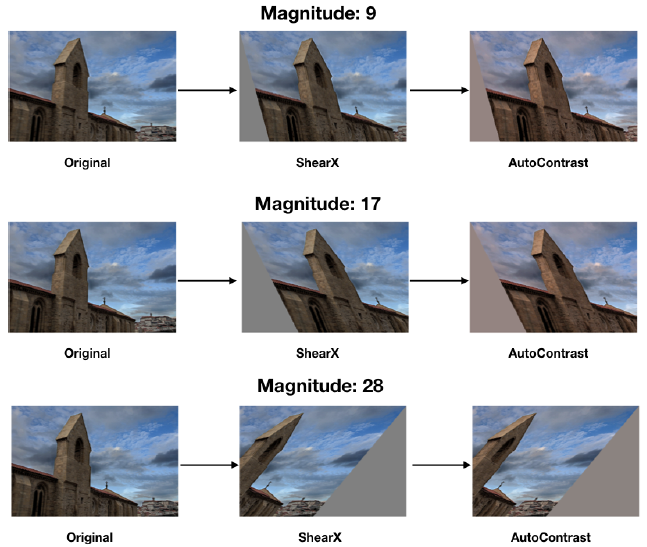 Magnitude: 9
Original
ShearX
AutoContrast
Magnitude: 17
Original
ShearX
AutoContrast
Magnitude: 28
Original
ShearX
AutoContrast